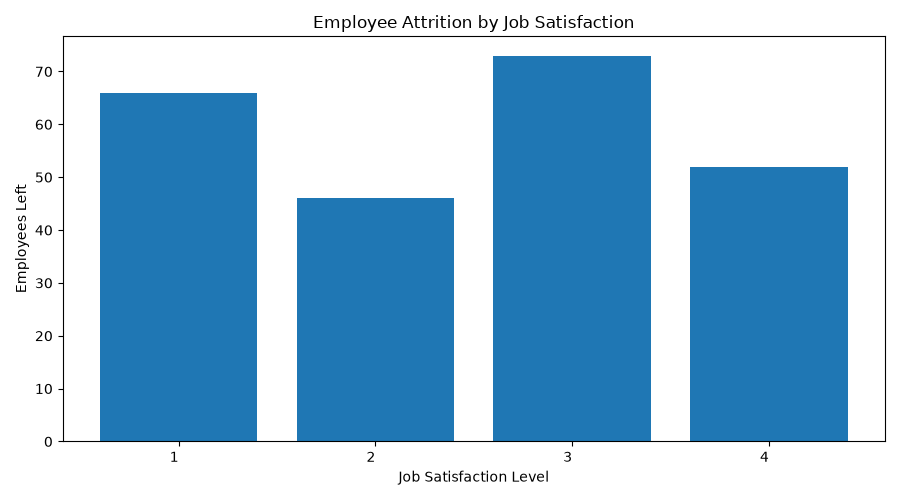 Employee Attrition by Job Satisfaction
70
60
50
40
30
20
10
0
Employees Left
1 2 3 4
Job Satisfaction Level